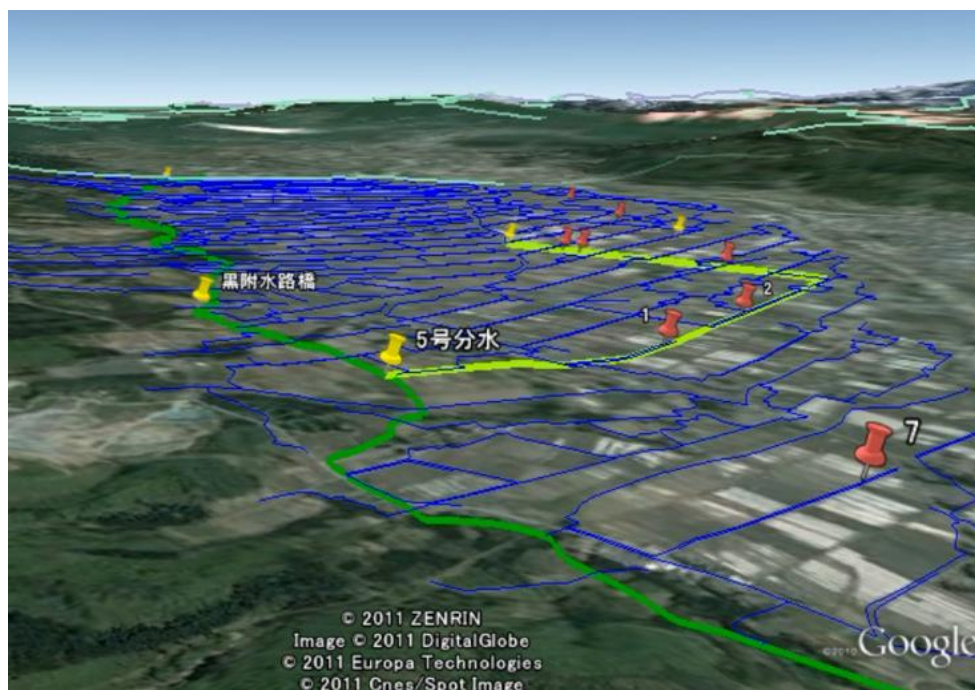 黒附水路橋
5号分水
1
2
7
© 2011 ZENRIN
Image © 2011 DigitalGlobe
© 2011 Europa Technologies
© 2011 Cnes/Spot Image
©2010 Google